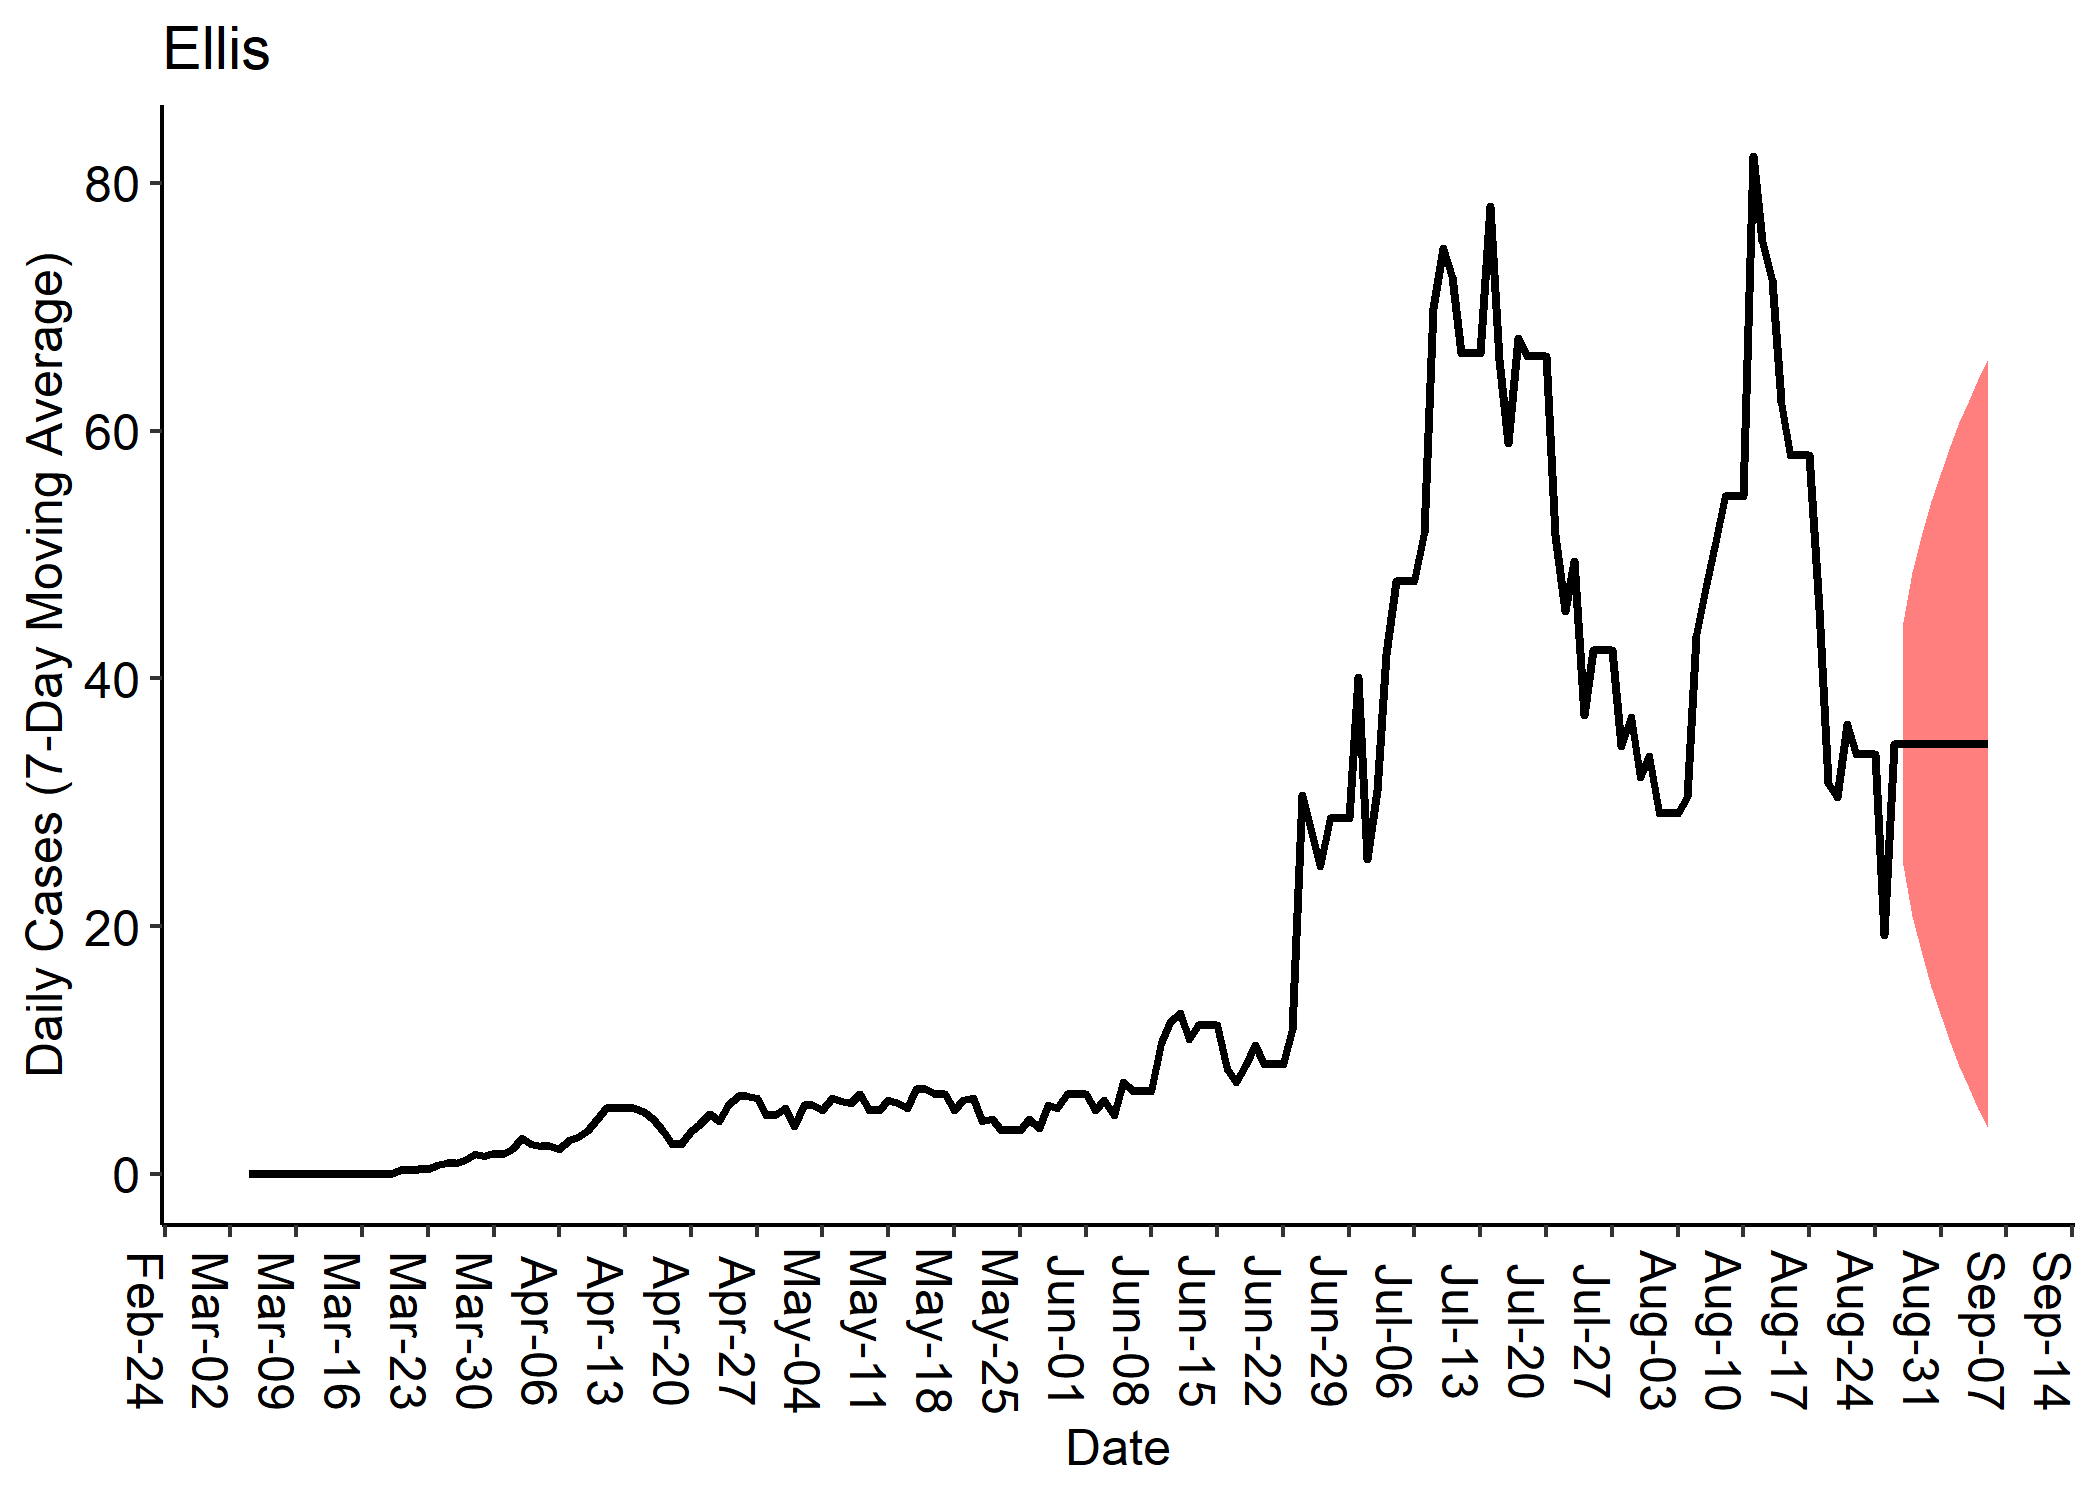 Ellis
Daily Cases (7-Day Moving Average)
80
60
40
20
0
Feb-24
Mar-02
Mar-09
Mar-16
Mar-23
Mar-30
Apr-06
Apr-13
Apr-20
Apr-27
May-04
May-11
May-18
May-25
Jun-01
Jun-08
Jun-15
Jun-22
Jun-29
Jul-06
Jul-13
Jul-20
Jul-27
Aug-03
Aug-10
Aug-17
Aug-24
Aug-31
Sep-07
Sep-14
Date